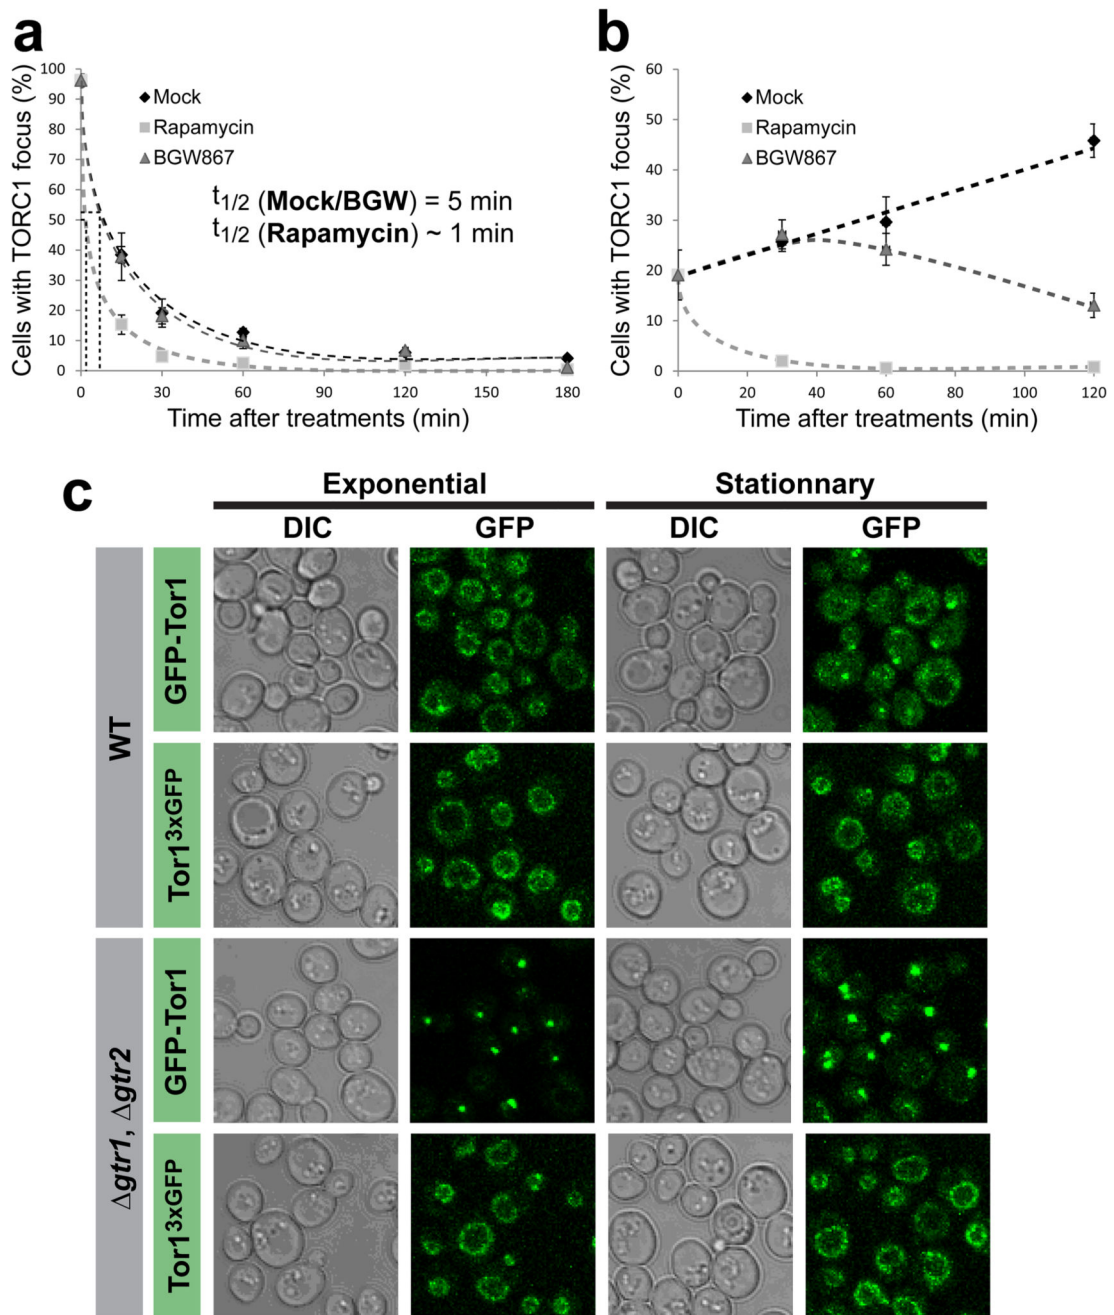 a
Cells with TORC1 focus (%)
100
90
80
70
60
50
40
30
20
10
0
Mock
Rapamycin
BGW867
t1/2 (Mock/BGW) = 5 min
t1/2 (Rapamycin) ~ 1 min
0 30 60 90 120 150 180
Time after treatments (min)
b
Cells with TORC1 focus (%)
60
50
40
30
20
10
0
Mock
Rapamycin
BGW867
0 20 40 60 80 100 120
Time after treatments (min)
c
Exponential Stationnary
DIC GFP DIC GFP
WT
GFP-Tor1
Tor13xGFP
Δgtr1, Δgtr2
GFP-Tor1
Tor13xGFP